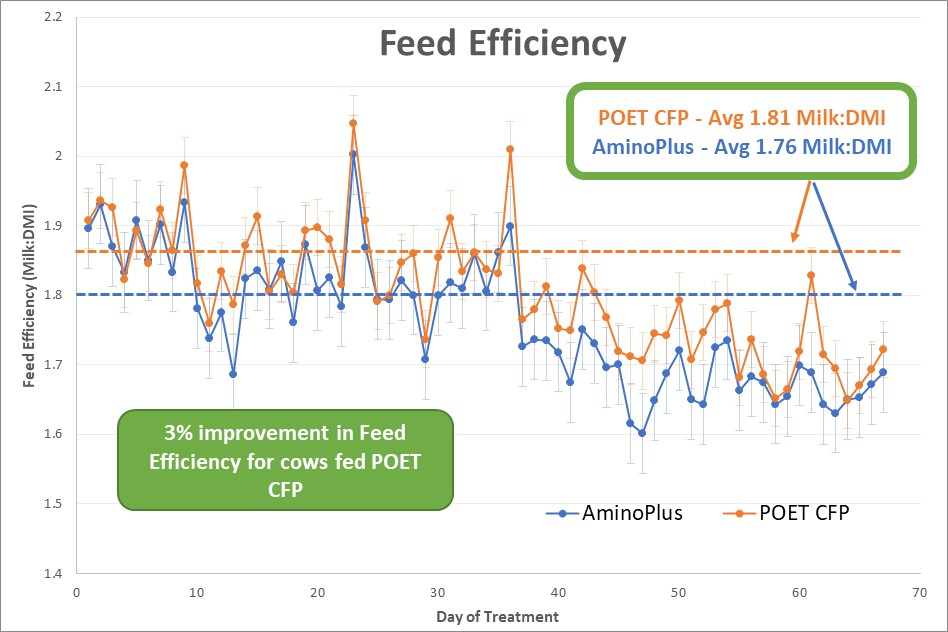 Feed Efficiency
POET CFP - Avg 1.81 Milk:DMI
AminoPlus - Avg 1.76 Milk:DMI
Feed Efficiency (Milk:DMI)
2.2
2.1
2
1.9
1.8
1.7
1.6
1.5
1.4
3% improvement in Feed
Efficiency for cows fed POET
CFP
AminoPlus
POET CFP
0 10 20 30 40 50 60 70
Day of Treatment